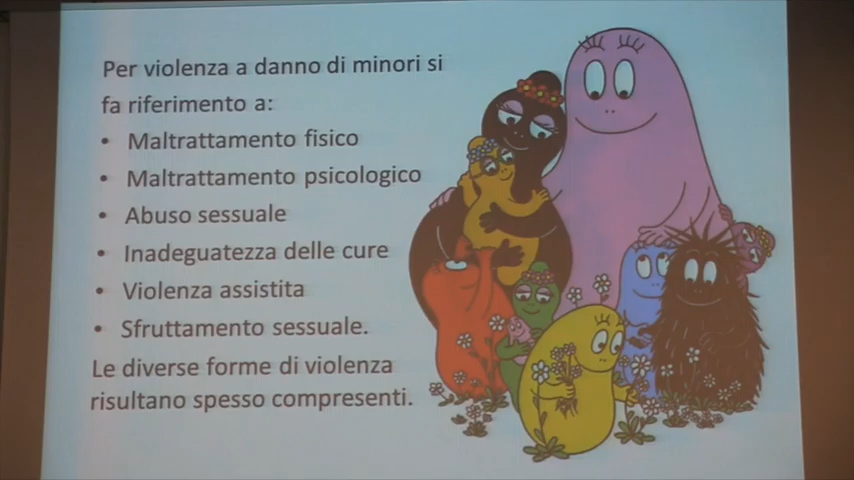 Per violenza a danno di minori si
fa riferimento a:
• Maltrattamento fisico
• Maltrattamento psicologico
• Abuso sessuale
• Inadeguatezza delle cure
• Violenza assistita
• Sfruttamento sessuale.
Le diverse forme di violenza
risultano spesso compresenti.